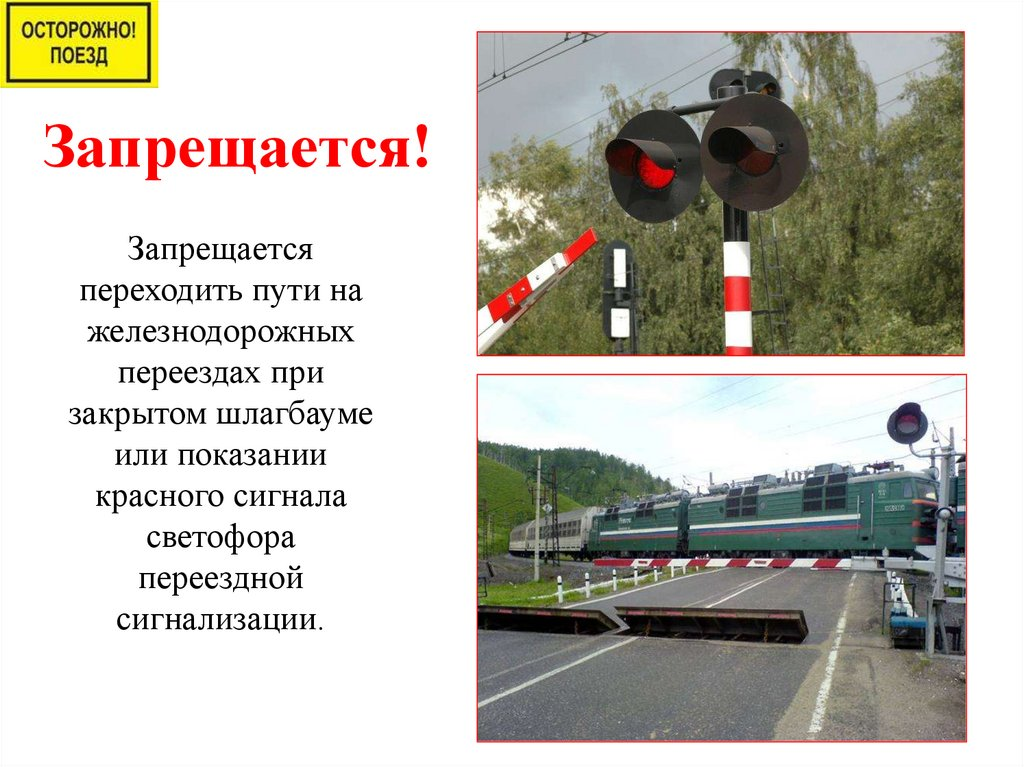 ОСТОРОЖНО!
ПОЕЗД
Запрещается!
Запрещается
переходить пути на
железнодорожных
переездах при
закрытом шлагбауме
или показании
красного сигнала
светофора
переездной
сигнализации.